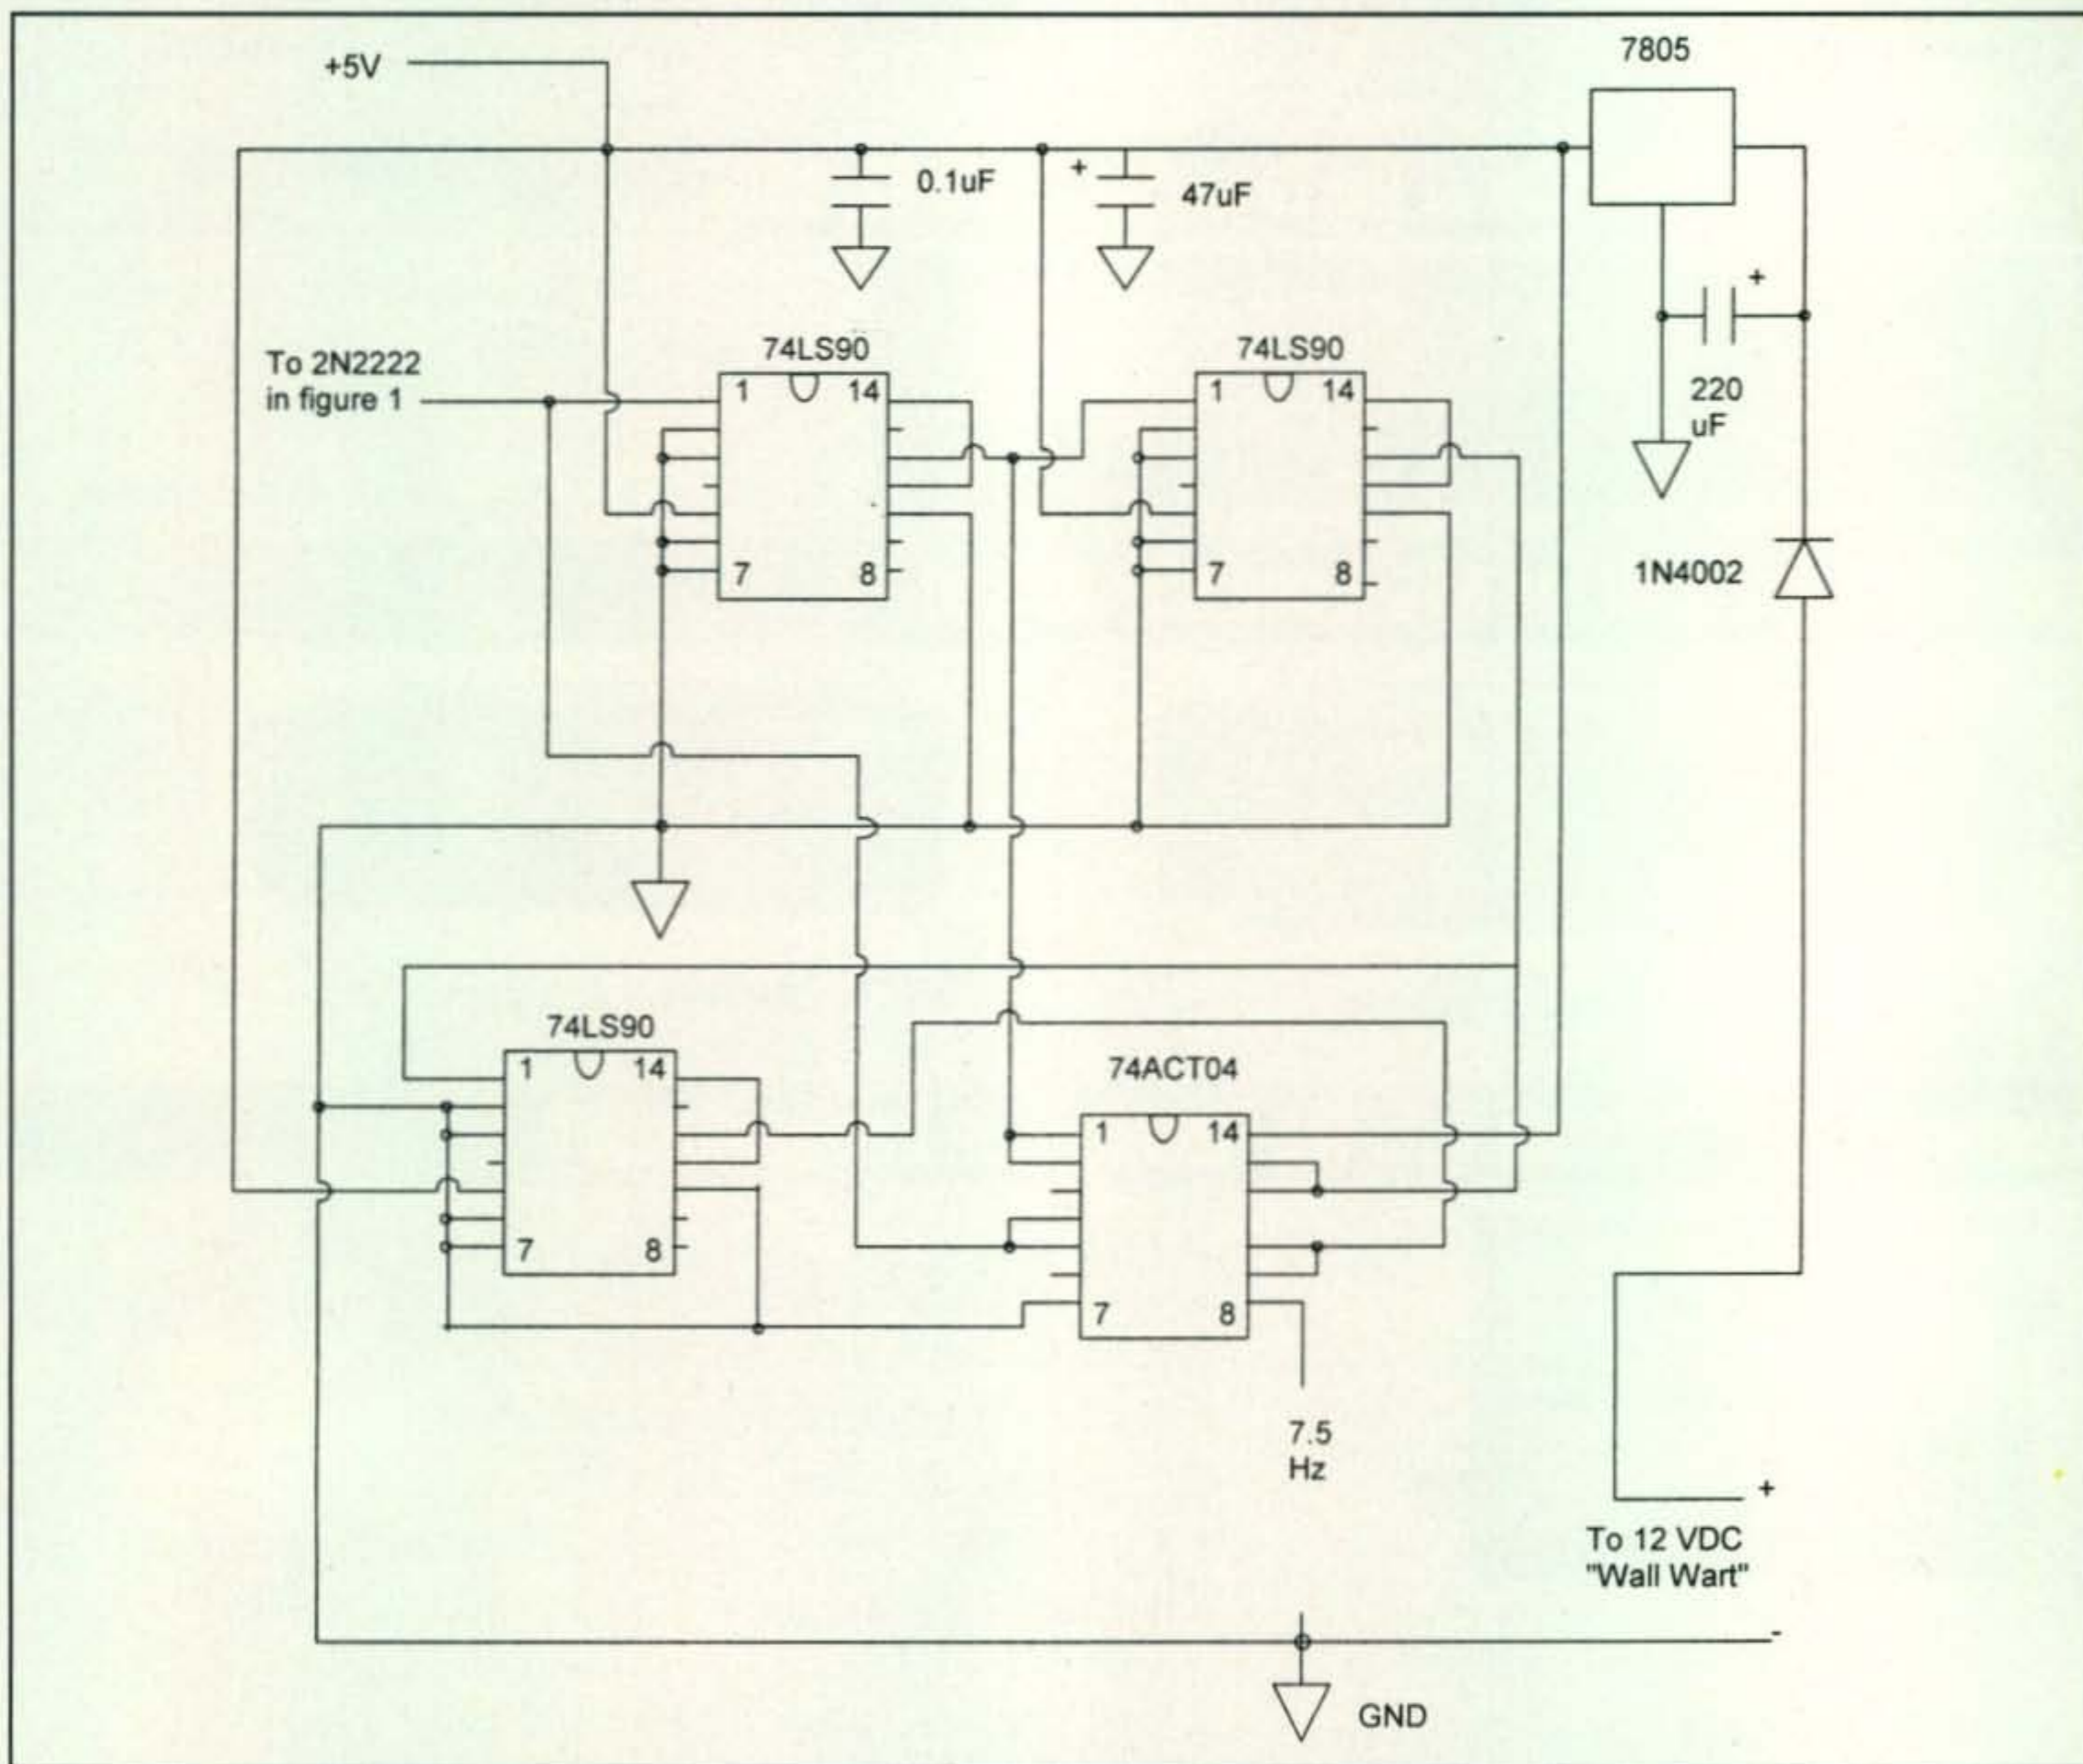 7805
+5V
0.1uF
+
47uF
+
To 2N2222
in figure 1
74LS90
1 14
7 8
74LS90
1 14
7 8
220
uF
1N4002
74LS90
1 14
7 8
74ACT04
1 14
7 8
7.5
Hz
+
To 12 VDC
"Wall Wart"
-
GND